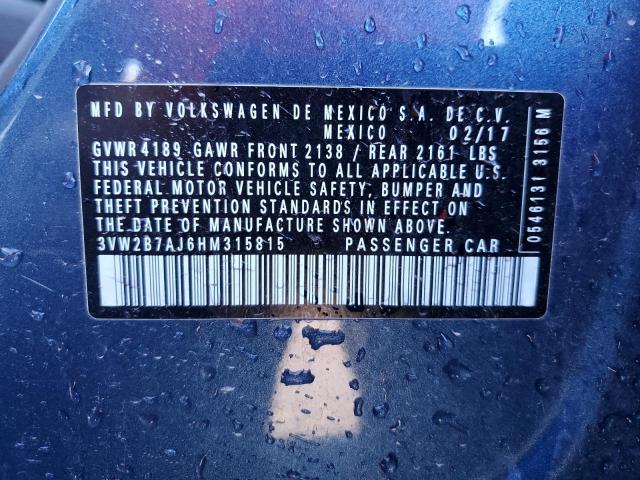 MFD BY VOLKSWAGEN DE MEXICO S.A. DE C.V.
MEXICO 02/17
GVWR 4189 GAWR FRONT 2138 / REAR 2161 LBS
THIS VEHICLE CONFORMS TO ALL APPLICABLE U.S.
FEDERAL MOTOR VEHICLE SAFETY, BUMPER AND
THEFT PREVENTION STANDARDS IN EFFECT ON
THE DATE OF MANUFACTURE SHOWN ABOVE.
3VW2B7AJ6HM315815 PASSENGER CAR
0546131 3156 M